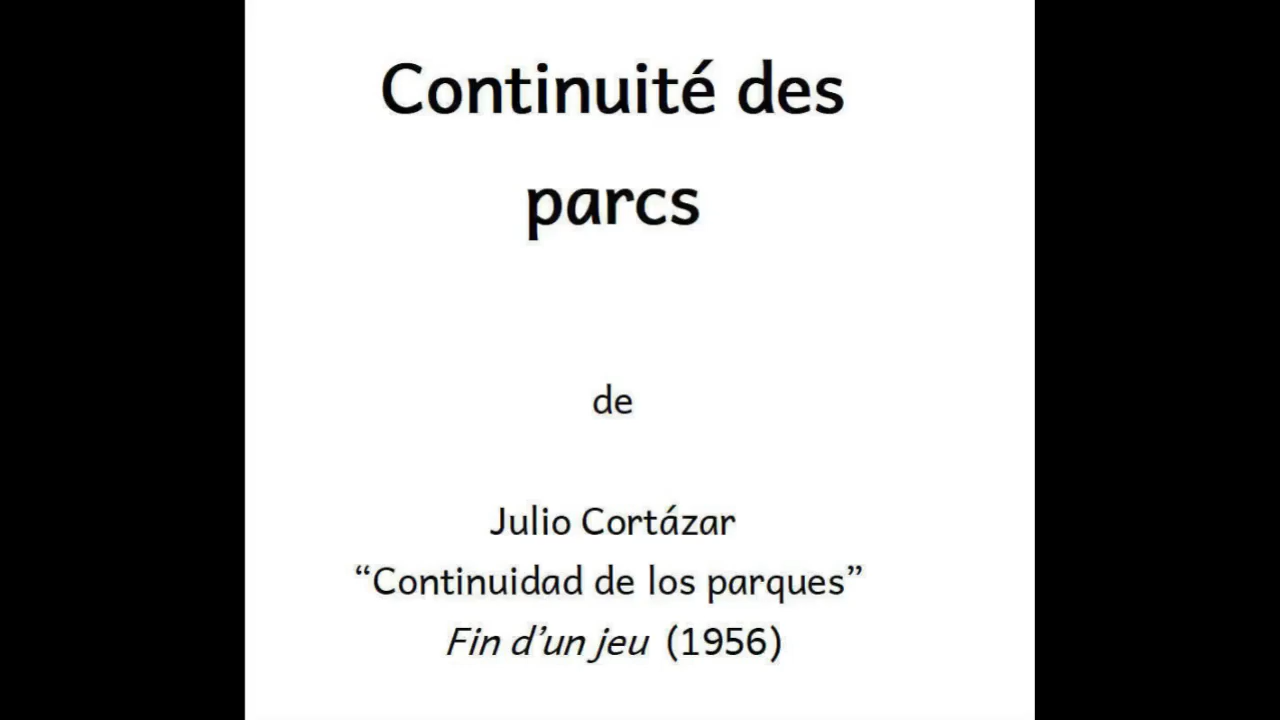 Continuité des
parcs
de
Julio Cortázar
“Continuidad de los parques”
Fin d’un jeu (1956)